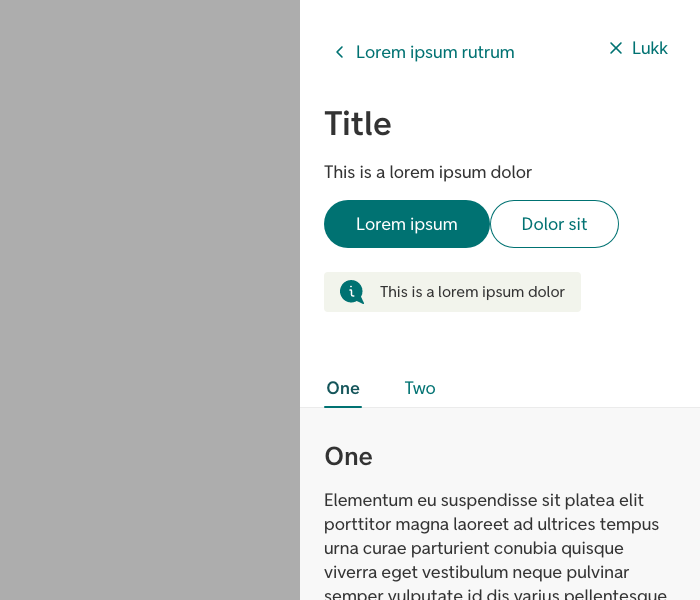 Lorem ipsum rutrum
Lukk
Title
This is a lorem ipsum dolor
Lorem ipsum
Dolor sit
This is a lorem ipsum dolor
One
Two
One
Elementum eu suspendisse sit platea elit
porttitor magna laoreet ad ultrices tempus
urna curae parturient conubia quisque
viverra eget vestibulum neque pulvinar
semper vulputate id dis varius pellentesque